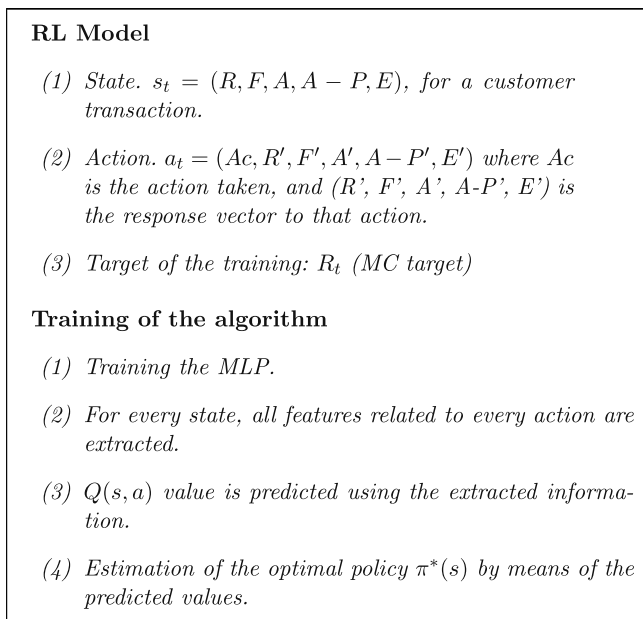 RL Model
(1) State. s_t = (R, F, A, A − P, E), for a customer
transaction.
(2) Action. a_t = (Ac, R′, F′, A′, A−P′, E′) where Ac
is the action taken, and (R', F', A', A-P', E') is
the response vector to that action.
(3) Target of the training: R_t (MC target)
Training of the algorithm
(1) Training the MLP.
(2) For every state, all features related to every action are
extracted.
(3) Q(s, a) value is predicted using the extracted informa-
tion.
(4) Estimation of the optimal policy π*(s) by means of the
predicted values.